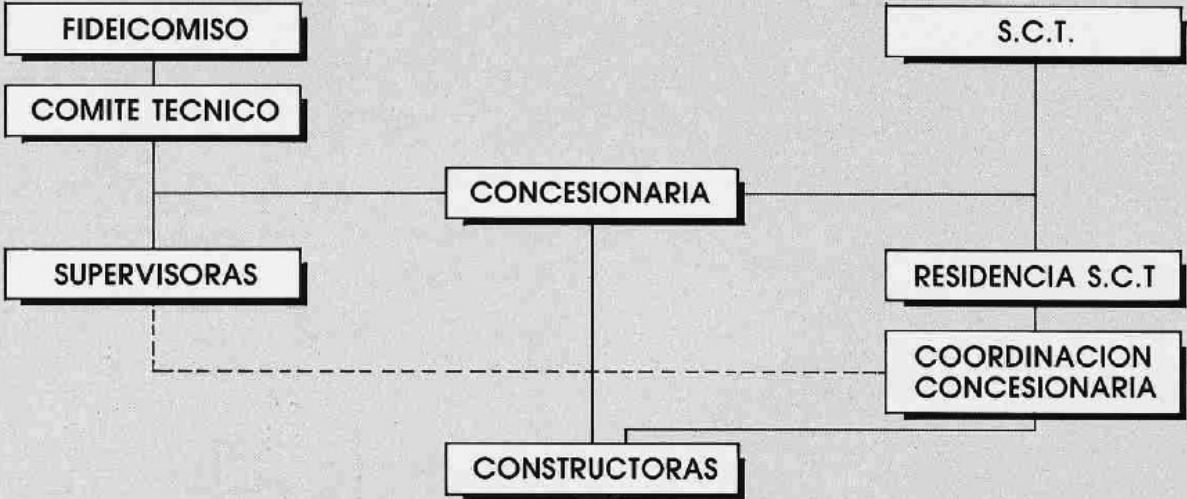 FIDEICOMISO
S.C.T.
COMITE TECNICO
CONCESIONARIA
SUPERVISORAS
RESIDENCIA S.C.T
COORDINACION
CONCESIONARIA
CONSTRUCTORAS